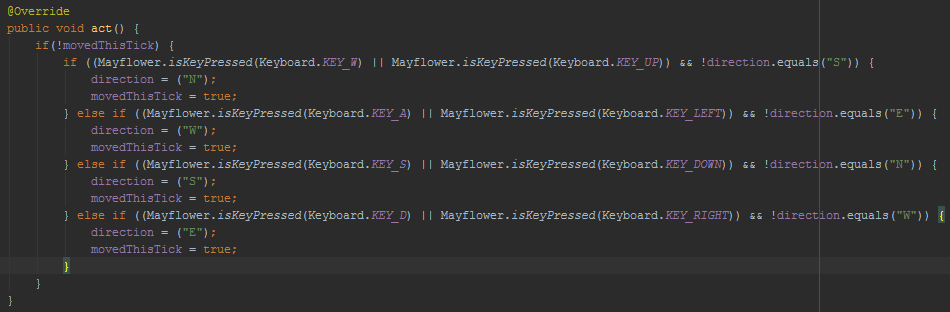 @Override
public void act() {
    if(!movedThisTick) {
        if ((Mayflower.isKeyPressed(Keyboard.KEY_W) || Mayflower.isKeyPressed(Keyboard.KEY_UP)) && !direction.equals("S")) {
            direction = ("N");
            movedThisTick = true;
        } else if ((Mayflower.isKeyPressed(Keyboard.KEY_A) || Mayflower.isKeyPressed(Keyboard.KEY_LEFT)) && !direction.equals("E")) {
            direction = ("W");
            movedThisTick = true;
        } else if ((Mayflower.isKeyPressed(Keyboard.KEY_S) || Mayflower.isKeyPressed(Keyboard.KEY_DOWN)) && !direction.equals("N")) {
            direction = ("S");
            movedThisTick = true;
        } else if ((Mayflower.isKeyPressed(Keyboard.KEY_D) || Mayflower.isKeyPressed(Keyboard.KEY_RIGHT)) && !direction.equals("W")) {
            direction = ("E");
            movedThisTick = true;
        }
    }
}